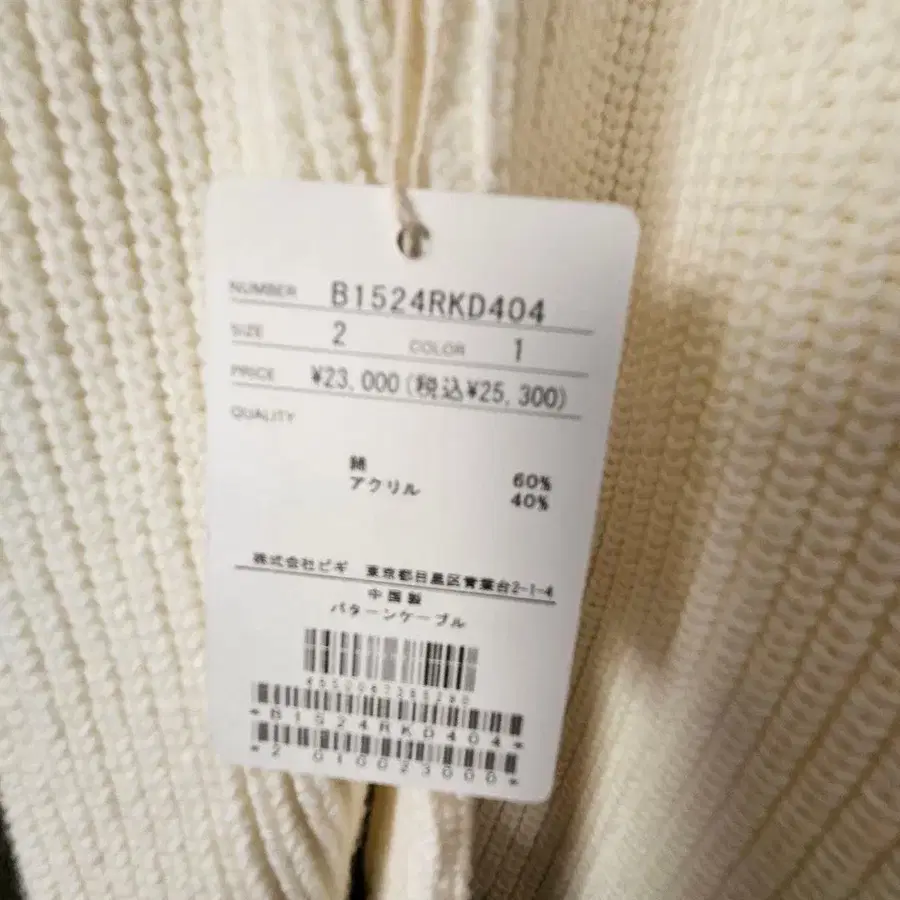 NUMBER B1524RKD404
SIZE 2 COLOR 1
PRICE ¥23,000(税込¥25,300)
QUALITY
綿 60%
アクリル 40%
株式会社ビギ 東京都目黒区青葉台2-1-4
中国製
パターンケーブル
*B1524RKD404*
*2 010023000*